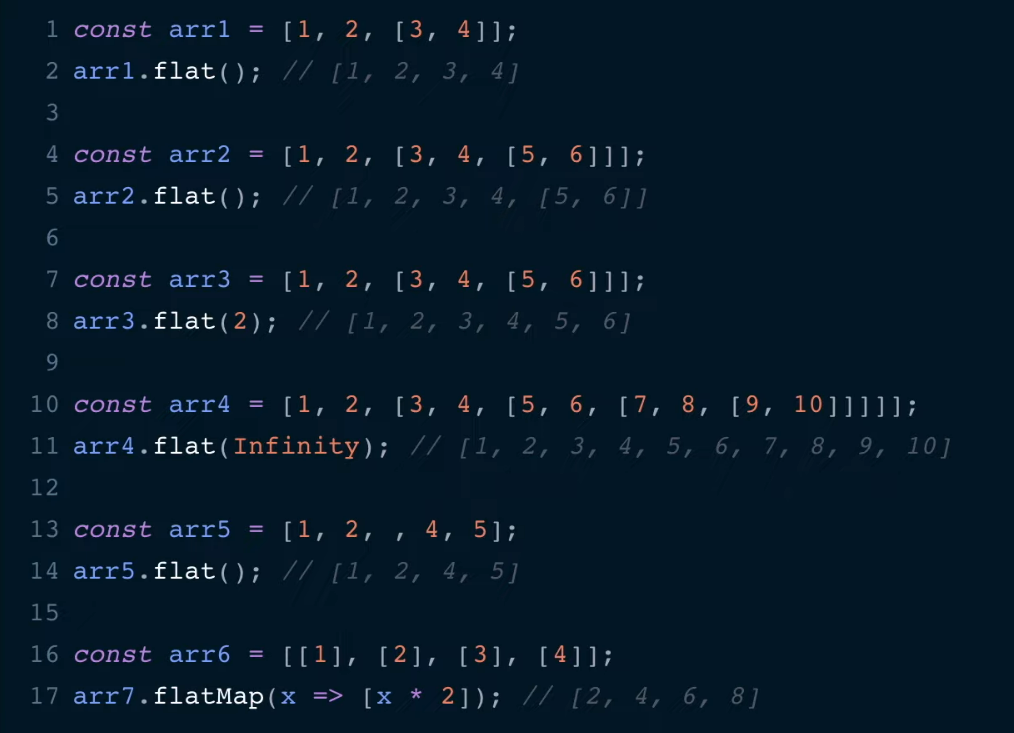 1 const arr1 = [1, 2, [3, 4]];
2 arr1.flat(); // [1, 2, 3, 4]
3
4 const arr2 = [1, 2, [3, 4, [5, 6]]];
5 arr2.flat(); // [1, 2, 3, 4, [5, 6]]
6
7 const arr3 = [1, 2, [3, 4, [5, 6]]];
8 arr3.flat(2); // [1, 2, 3, 4, 5, 6]
9
10 const arr4 = [1, 2, [3, 4, [5, 6, [7, 8, [9, 10]]]]];
11 arr4.flat(Infinity); // [1, 2, 3, 4, 5, 6, 7, 8, 9, 10]
12
13 const arr5 = [1, 2, , 4, 5];
14 arr5.flat(); // [1, 2, 4, 5]
15
16 const arr6 = [[1], [2], [3], [4]];
17 arr7.flatMap(x => [x * 2]); // [2, 4, 6, 8]